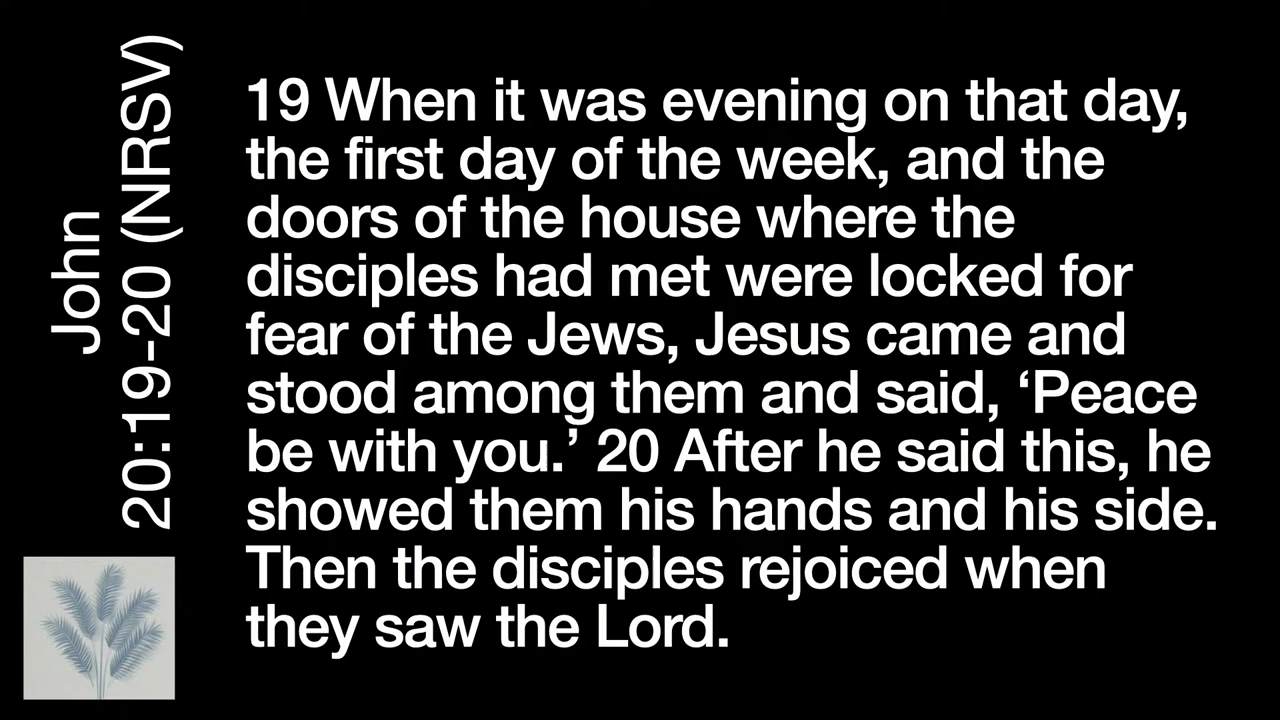 John
20:19-20 (NRSV)
19 When it was evening on that day,
the first day of the week, and the
doors of the house where the
disciples had met were locked for
fear of the Jews, Jesus came and
stood among them and said, ‘Peace
be with you.’ 20 After he said this, he
showed them his hands and his side.
Then the disciples rejoiced when
they saw the Lord.